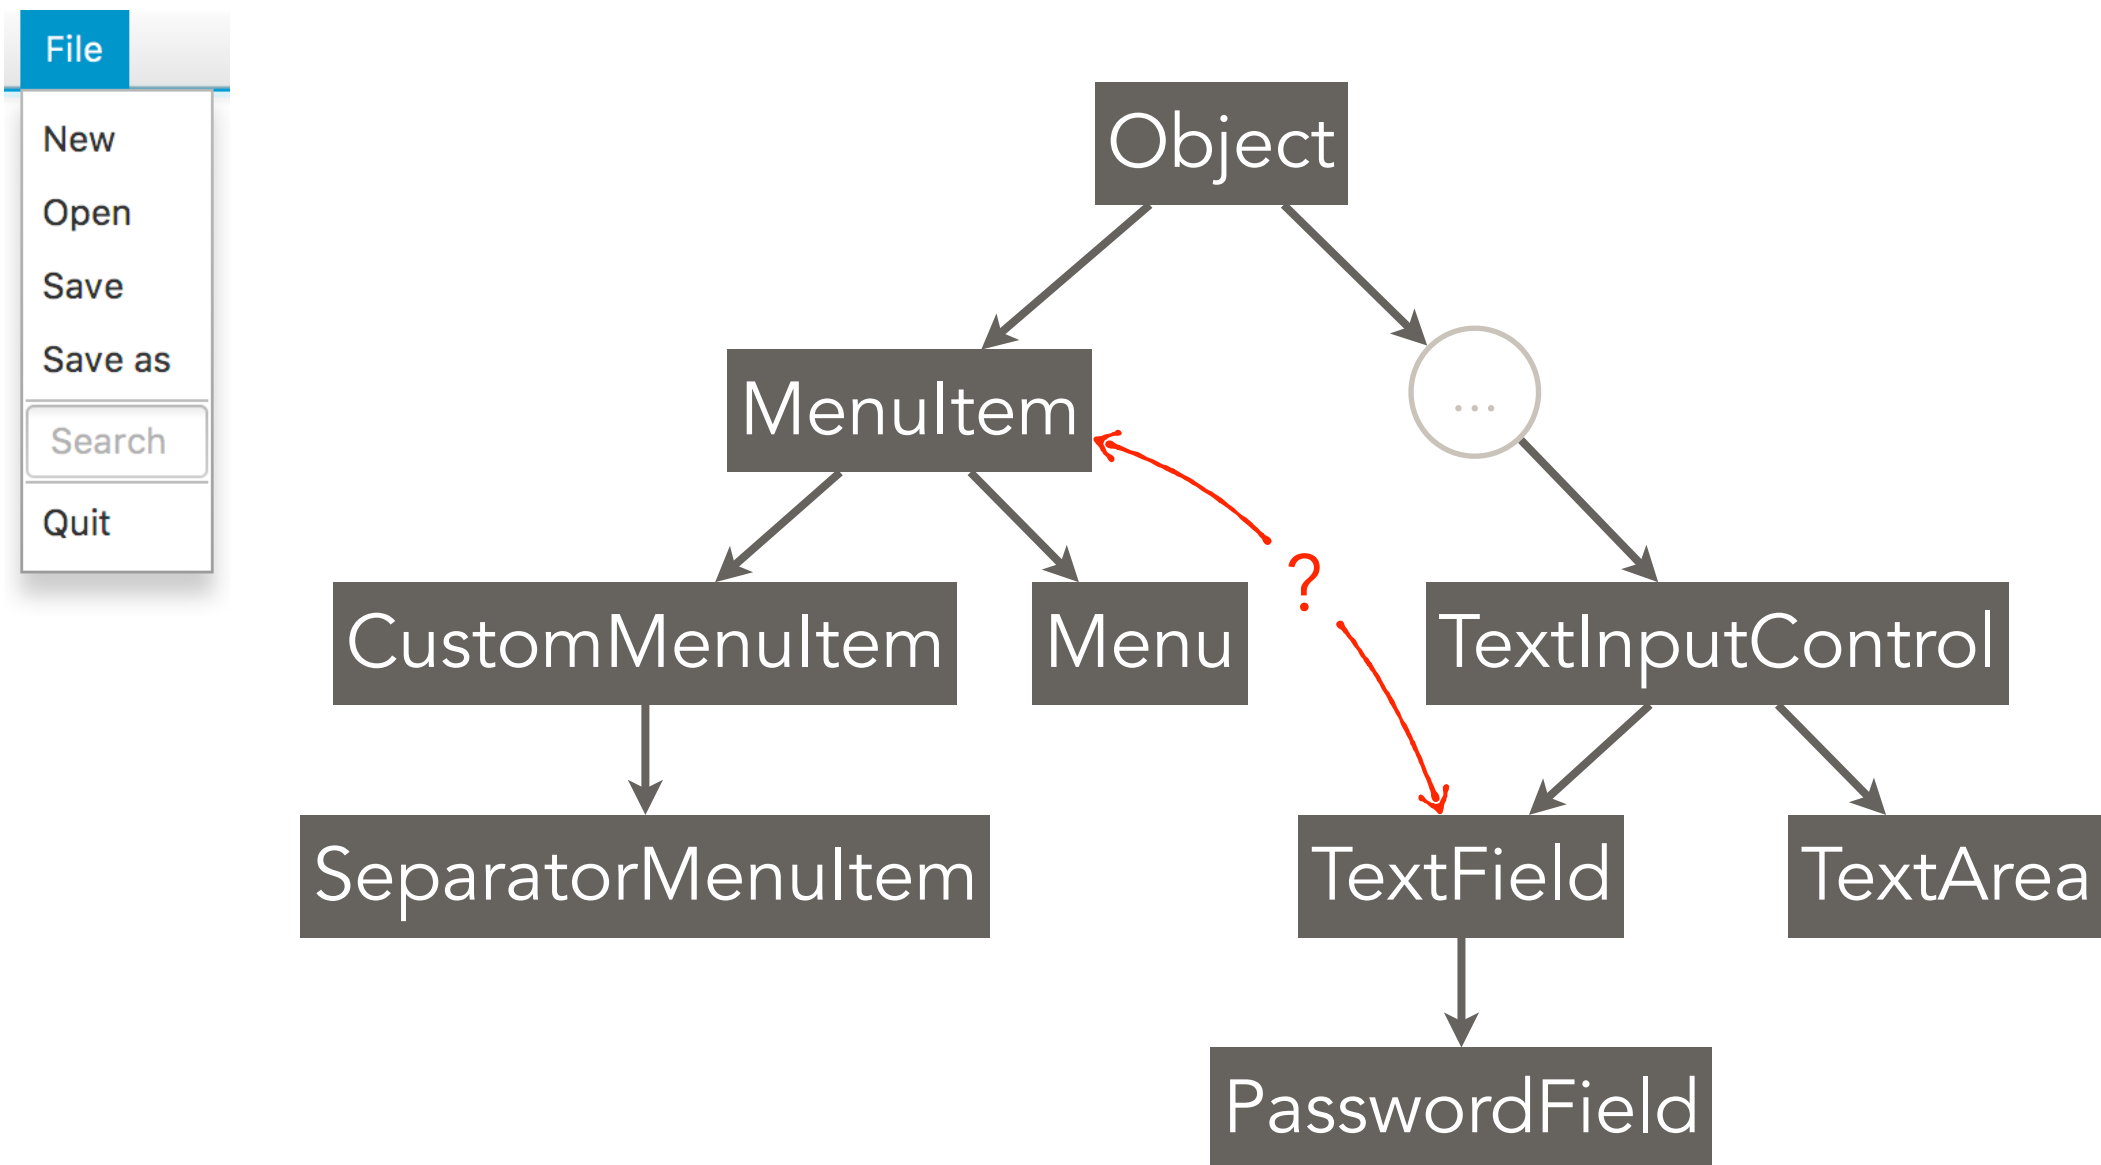 File
New
Open
Save
Save as
Search
Quit
Object
MenuItem
...
?
CustomMenuItem
Menu
TextInputControl
SeparatorMenuItem
TextField
TextArea
PasswordField